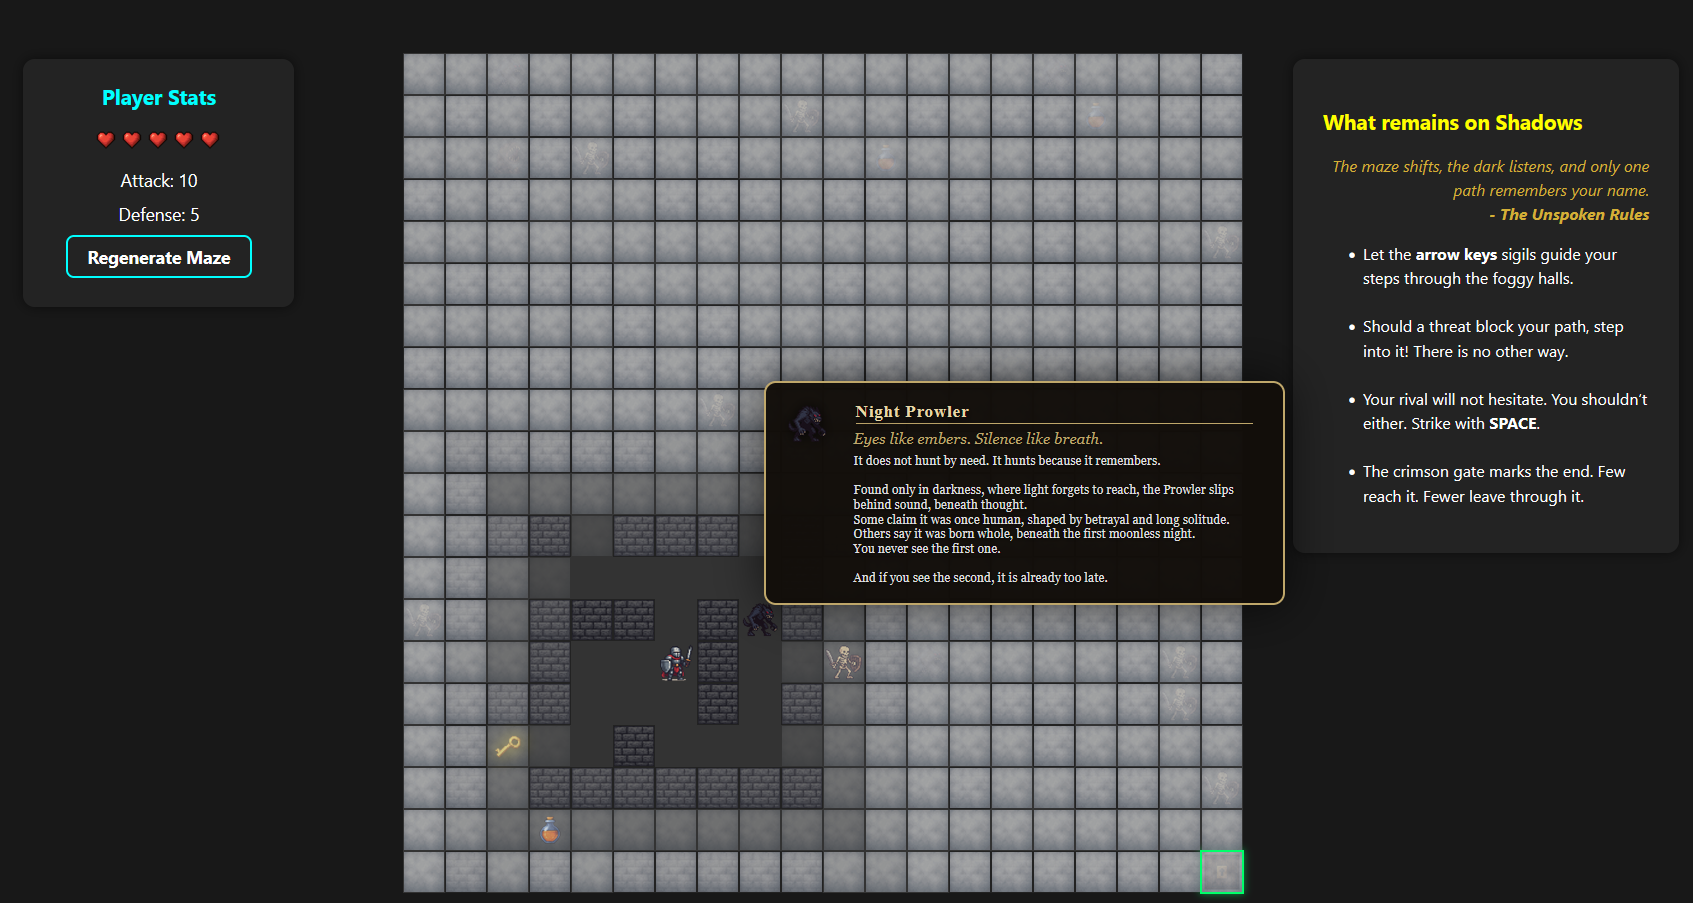 Player Stats
Attack: 10
Defense: 5
Regenerate Maze
Night Prowler
Eyes like embers. Silence like breath.
It does not hunt by need. It hunts because it remembers.
Found only in darkness, where light forgets to reach, the Prowler slips
behind sound, beneath thought.
Some claim it was once human, shaped by betrayal and long solitude.
Others say it was born whole, beneath the first moonless night.
You never see the first one.
And if you see the second, it is already too late.
What remains on Shadows
The maze shifts, the dark listens, and only one
path remembers your name.
- The Unspoken Rules
• Let the arrow keys sigils guide your
steps through the foggy halls.
• Should a threat block your path, step
into it! There is no other way.
• Your rival will not hesitate. You shouldn’t
either. Strike with SPACE.
• The crimson gate marks the end. Few
reach it. Fewer leave through it.